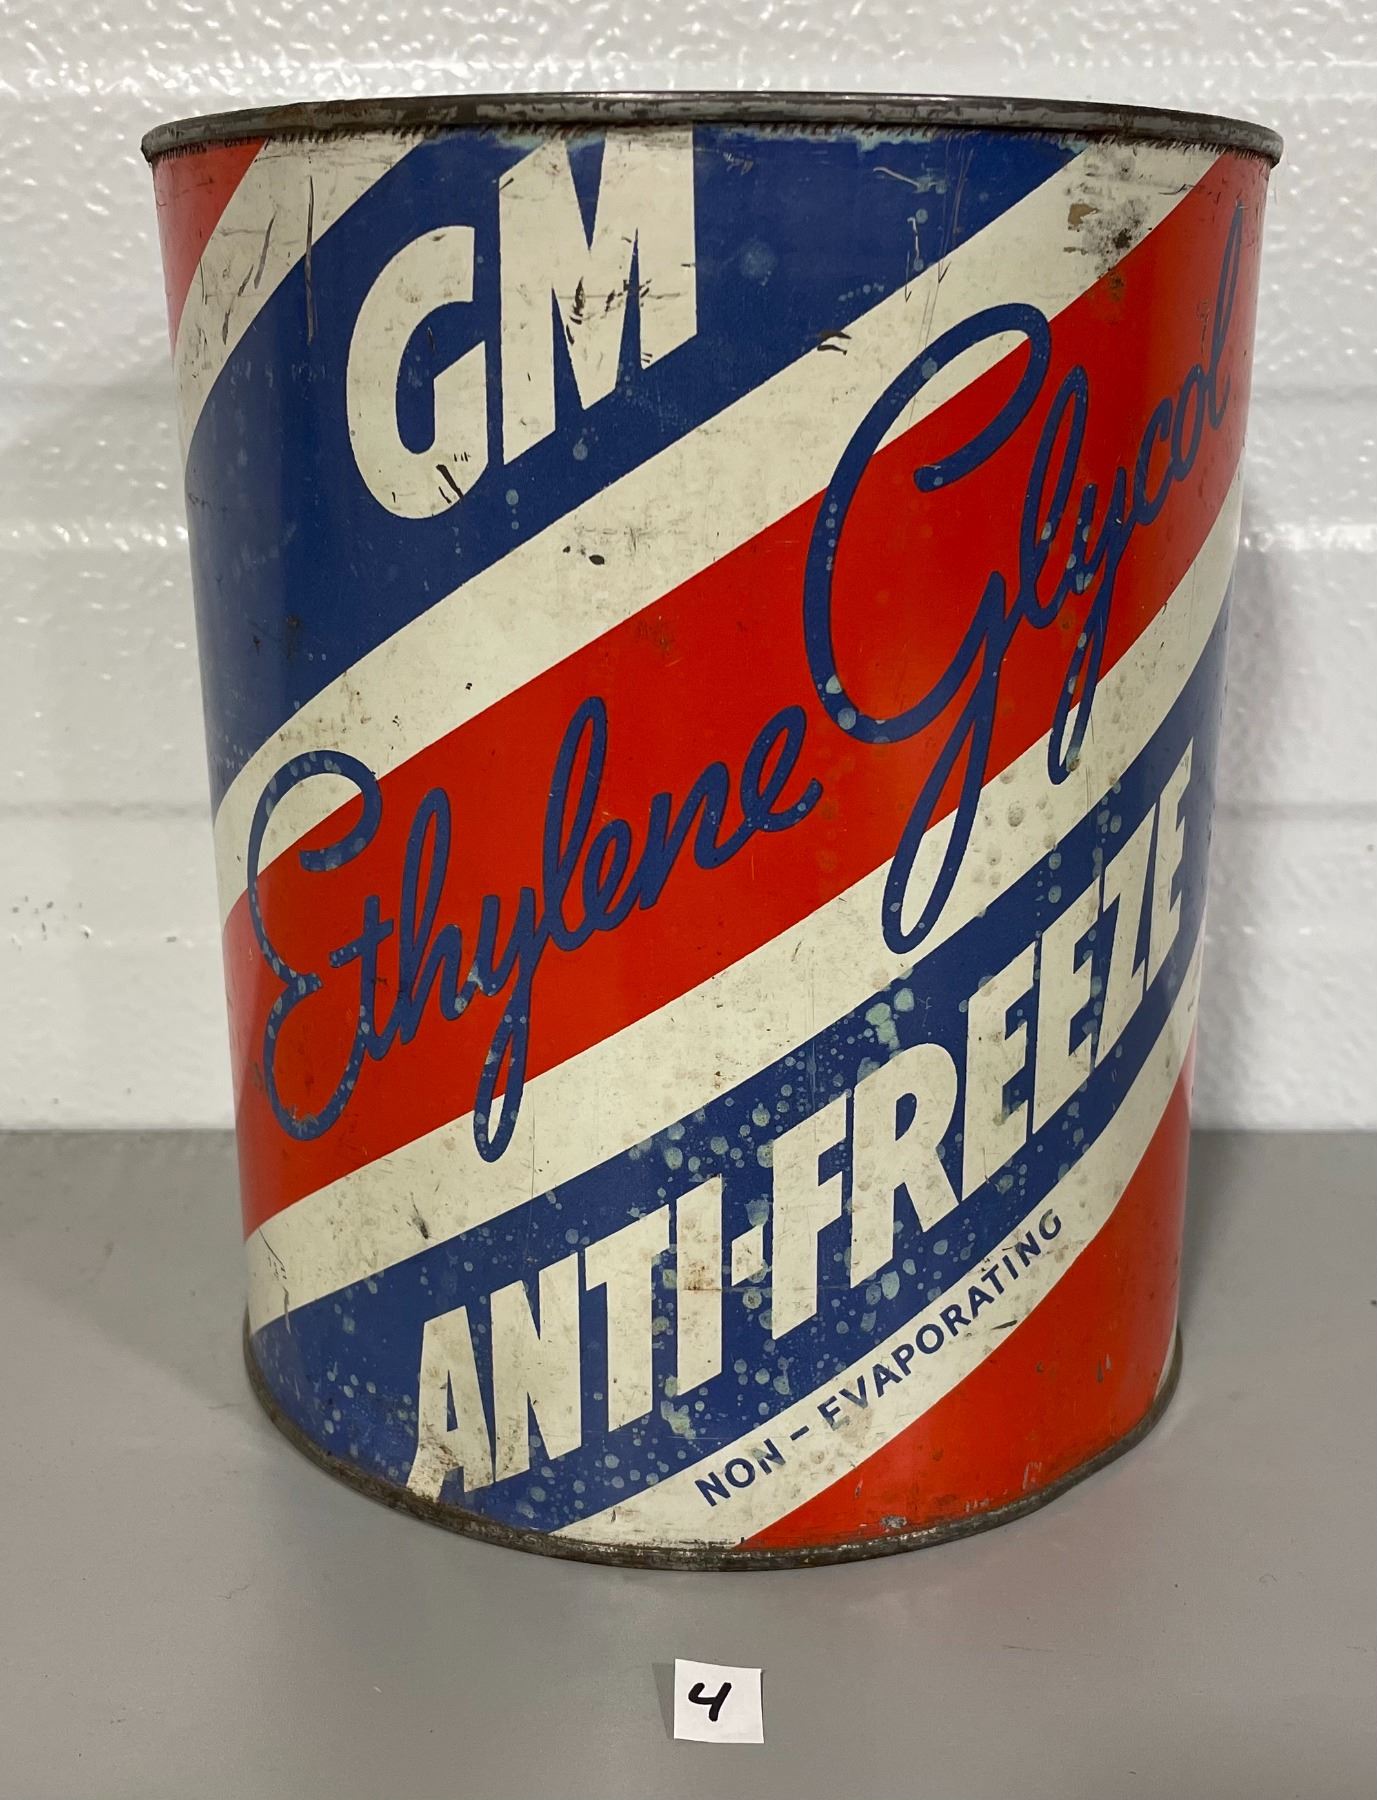 GM
Ethylene Glycol
ANTI-FREEZE
NON-EVAPORATING
4